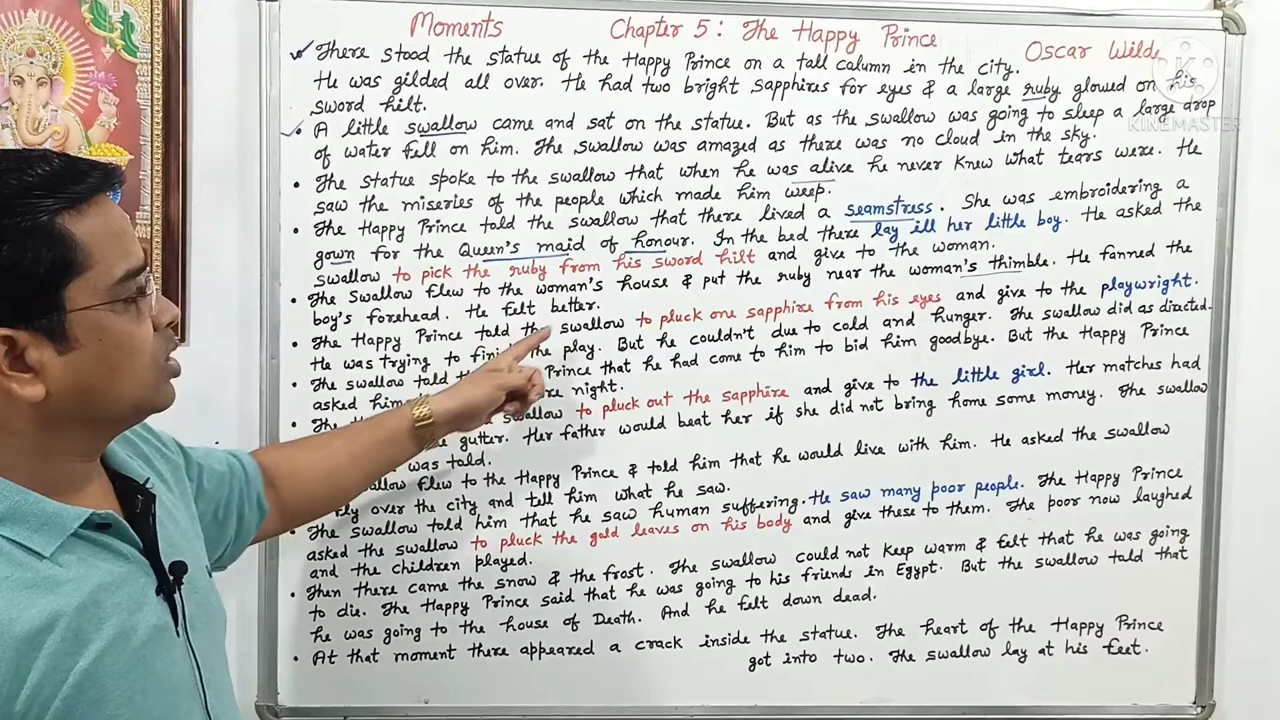 Moments Chapter 5: The Happy Prince
Oscar Wilde
There stood the statue of the Happy Prince on a tall column in the city.
He was gilded all over. He had two bright sapphires for eyes & a large ruby glowed on his
sword hilt.
KINEMASTER
• A little swallow came and sat on the statue. But as the swallow was going to sleep a large drop
of water fell on him. The swallow was amazed as there was no cloud in the sky.
• The statue spoke to the swallow that when he was alive he never knew what tears were. He
saw the miseries of the people which made him weep.
• The Happy Prince told the swallow that there lived a seamstress. She was embroidering a
gown for the Queen's maid of honour. In the bed there lay ill her little boy. He asked the
swallow to pick the ruby from his sword hilt and give to the woman.
• The swallow flew to the woman's house & put the ruby near the woman's thimble. He fanned the
boy's forehead. He felt better.
• The Happy Prince told the swallow to pluck one sapphire from his eyes and give to the playwright.
He was trying to finish the play. But he couldn't due to cold and hunger. The swallow did as directed.
• The swallow told the Prince that he had come to him to bid him goodbye. But the Happy Prince
asked him night.
• The swallow to pluck out the sapphire and give to the little girl. Her matches had
gutter. Her father would beat her if she did not bring home some money. The swallow
was told.
flew to the Happy Prince & told him that he would live with him. He asked the swallow
fly over the city and tell him what he saw.
• The swallow told him that he saw human suffering. He saw many poor people. The Happy Prince
asked the swallow to pluck the gold leaves on his body and give these to them. The poor now laughed
and the children played.
• Then there came the snow & the frost. The swallow could not keep warm & felt that he was going
to die. The Happy Prince said that he was going to his friends in Egypt. But the swallow told that
he was going to the house of Death. And he felt down dead.
• At that moment there appeared a crack inside the statue. The heart of the Happy Prince
got into two. The swallow lay at his feet.